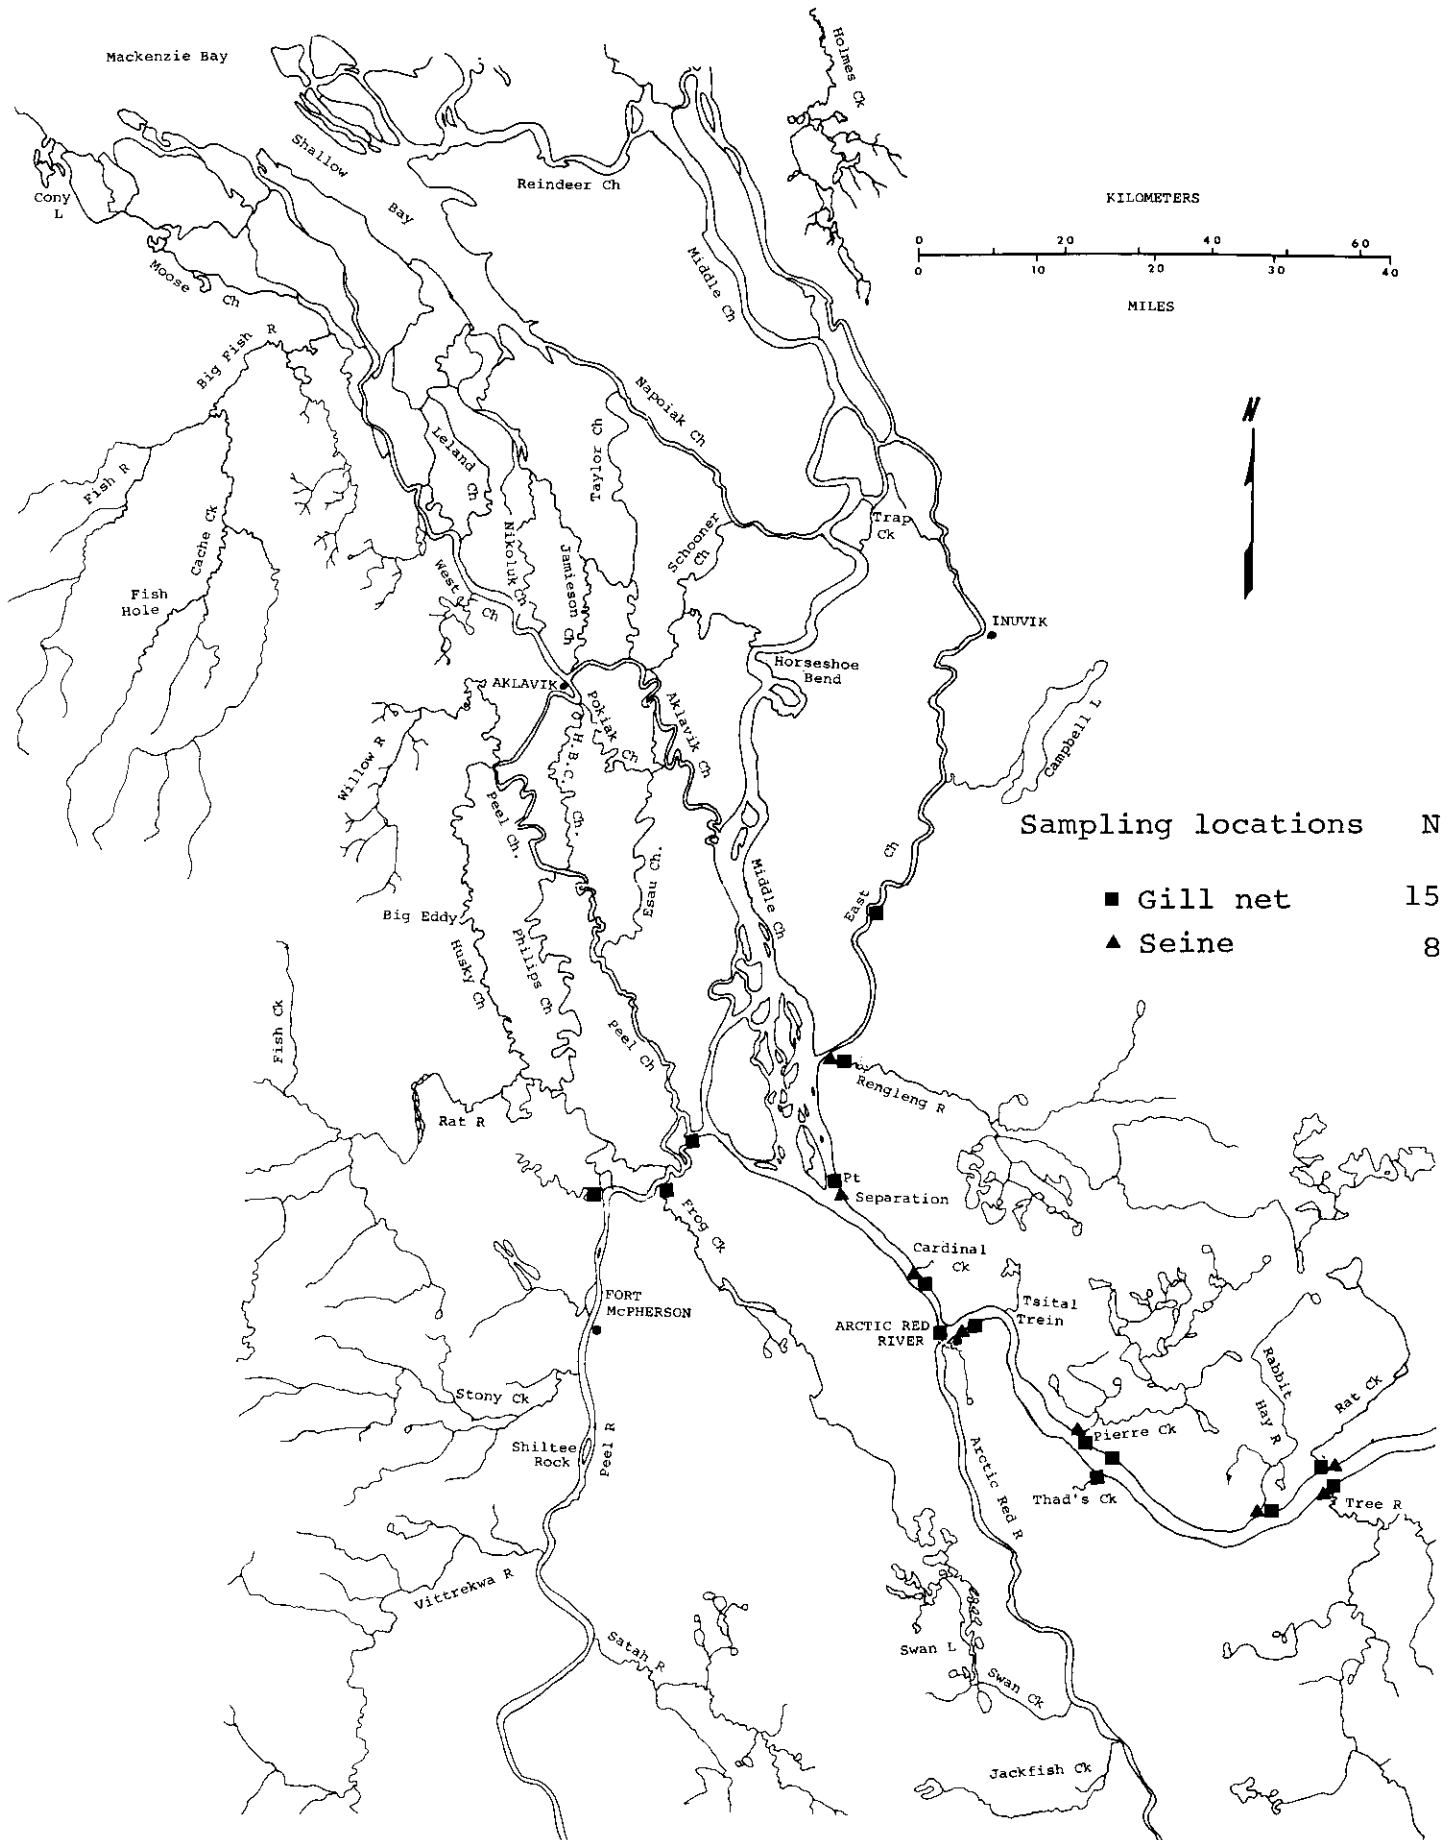 Mackenzie Bay
Holmes Ck
Shallow
Bay
Reindeer Ch
Cony
L
Moose Ch
Middle Ch
KILOMETERS
0 20 40 60
0 10 20 30 40
MILES
Big Fish R
Napoiak Ch
N
Leland Ch
Taylor Ch
Fish R
Cache Ck
Trap
Ck
Schooner
Ch
Nikoluk Ch
Jamieson Ch
West Ch
Fish
Hole
INUVIK
Horseshoe
Bend
AKLAVIK
Pokiak Ch
Aklavik Ch
Campbell L
H.B.C. Ch.
Willow R
Peel Ch.
Sampling locations N
■ Gill net 15
▲ Seine 8
East Ch
Middle Ch
Esau Ch.
Big Eddy
Husky Ch
Philips Ch
Fish Ck
Peel Ch
Rengleng R
Rat R
Pt
Separation
Frog Ck
Cardinal
Ck
FORT
McPHERSON
Tsital
Trein
ARCTIC RED
RIVER
Rabbit
Hay R
Rat Ck
Stony Ck
Pierre Ck
Shiltee
Rock
Peel R
Arctic Red R
Thad's Ck
Tree R
Vittrekwa R
Satah R
Swan L
Swan Ck
Jackfish Ck